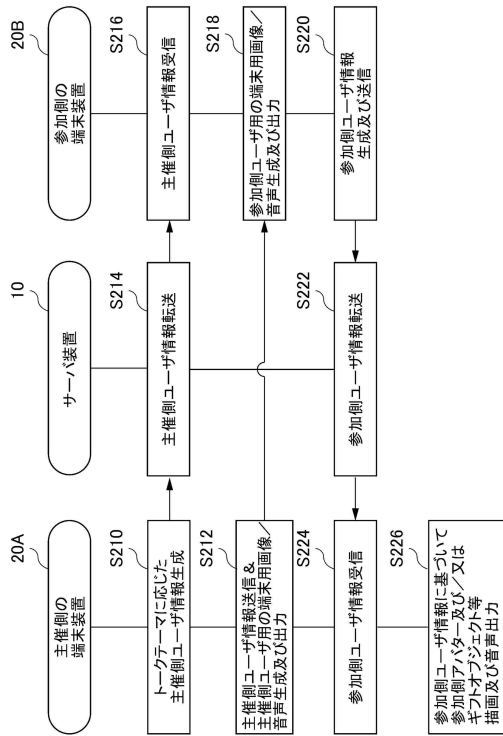 20A
主催側の
端末装置
10
サーバ装置
20B
参加側の
端末装置
S210
トークテーマに応じた
主催側ユーザ情報生成
S214
主催側ユーザ情報転送
S216
主催側ユーザ情報受信
S212
主催側ユーザ情報送信&
主催側ユーザ用の端末用画像／
音声生成及び出力
S218
参加側ユーザ用の端末用画像／
音声生成及び出力
S224
参加側ユーザ情報受信
S222
参加側ユーザ情報転送
S220
参加側ユーザ情報
生成及び送信
S226
参加側ユーザ情報に基づいて
参加側アバター及び／又は
ギフトオブジェクト等
描画及び音声出力